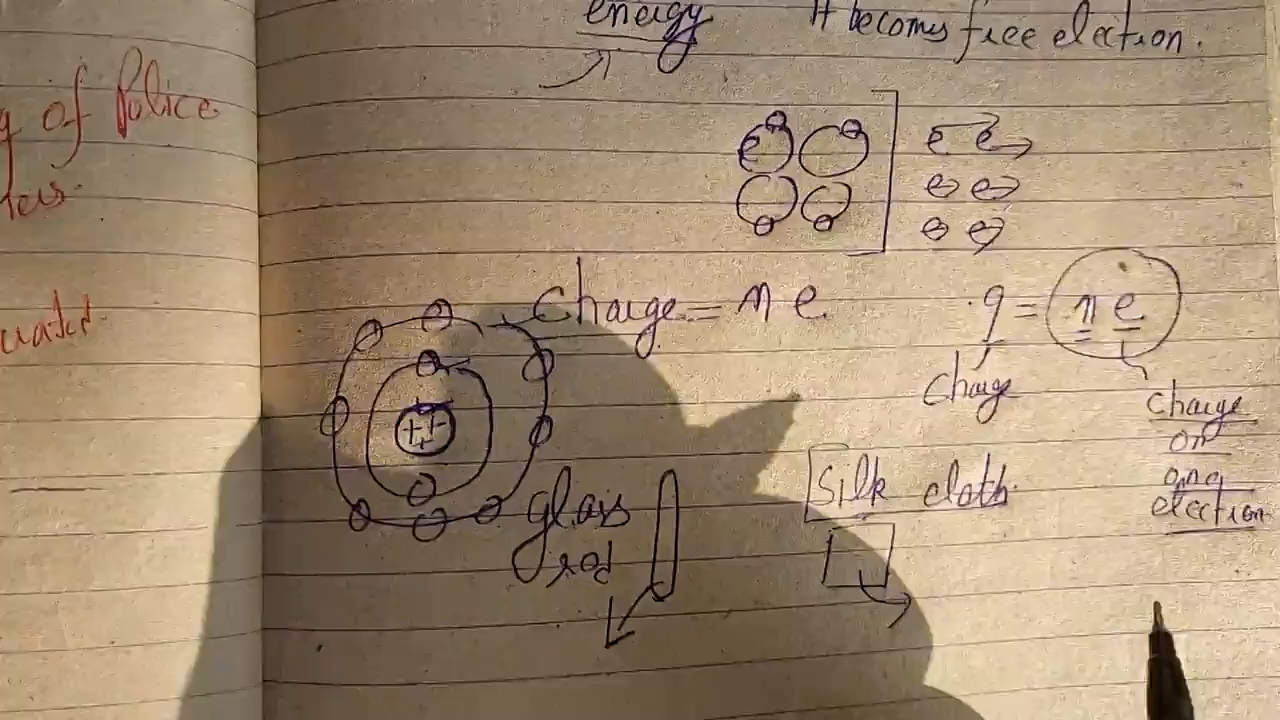 energy It becomes free electron.
of Police
e e
Charge = n e
q = n e
Charge
Charge
on
one
electron
Silk cloth
glass
rod
++
+